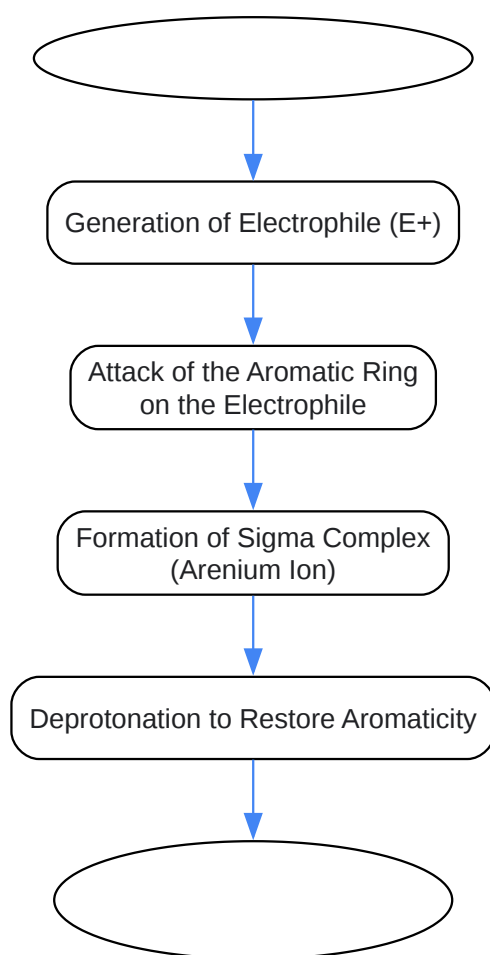 Generation of Electrophile (E+)
Attack of the Aromatic Ring
on the Electrophile
Formation of Sigma Complex
(Arenium Ion)
Deprotonation to Restore Aromaticity